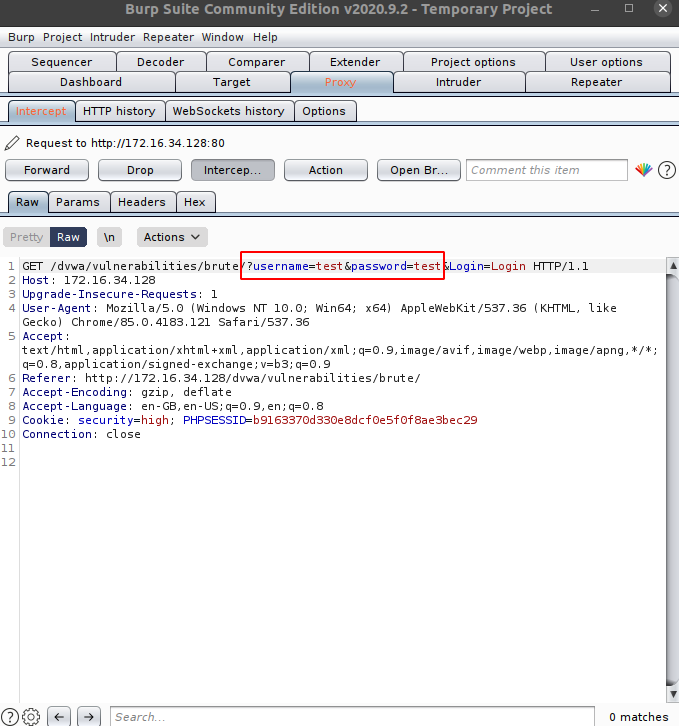 Burp Suite Community Edition v2020.9.2 - Temporary Project
Burp Project Intruder Repeater Window Help
Sequencer Decoder Comparer Extender Project options User options
Dashboard Target Proxy Intruder Repeater
Intercept HTTP history WebSockets history Options
Request to http://172.16.34.128:80
Forward Drop Intercep... Action Open Br... Comment this item ?
Raw Params Headers Hex
Pretty Raw \n Actions
1 GET /dvwa/vulnerabilities/brute/?username=test&password=test&Login=Login HTTP/1.1
2 Host: 172.16.34.128
3 Upgrade-Insecure-Requests: 1
4 User-Agent: Mozilla/5.0 (Windows NT 10.0; Win64; x64) AppleWebKit/537.36 (KHTML, like
Gecko) Chrome/85.0.4183.121 Safari/537.36
5 Accept:
text/html,application/xhtml+xml,application/xml;q=0.9,image/avif,image/webp,image/apng,*/*;
q=0.8,application/signed-exchange;v=b3;q=0.9
6 Referer: http://172.16.34.128/dvwa/vulnerabilities/brute/
7 Accept-Encoding: gzip, deflate
8 Accept-Language: en-GB,en-US;q=0.9,en;q=0.8
9 Cookie: security=high; PHPSESSID=b9163370d330e8dcf0e5f0f8ae3bec29
10 Connection: close
11
12
? Search... 0 matches